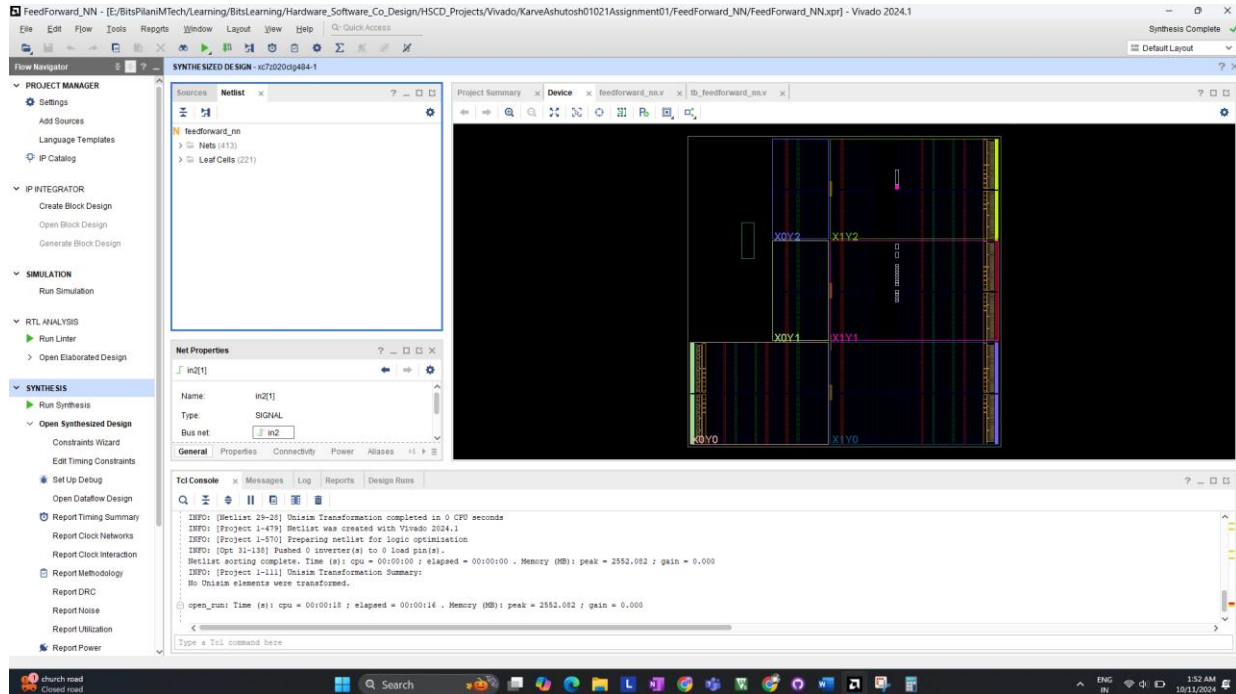 FeedForward_NN - [E:/BitsPilaniMTech/Learning/BitsLearning/Hardware_Software_Co_Design/HSCD_Projects/Vivado/KarveAshutosh01021Assignment01/FeedForward_NN/FeedForward_NN.xpr] - Vivado 2024.1
File Edit Flow Tools Reports Window Layout View Help Q- Quick Access
Synthesis Complete
Default Layout
Flow Navigator
SYNTHESIZED DESIGN - xc7z020clg484-1
PROJECT MANAGER
Settings
Add Sources
Language Templates
IP Catalog
IP INTEGRATOR
Create Block Design
Open Block Design
Generate Block Design
SIMULATION
Run Simulation
RTL ANALYSIS
Run Linter
Open Elaborated Design
SYNTHESIS
Run Synthesis
Open Synthesized Design
Constraints Wizard
Edit Timing Constraints
Set Up Debug
Open Dataflow Design
Report Timing Summary
Report Clock Networks
Report Clock Interaction
Report Methodology
Report DRC
Report Noise
Report Utilization
Report Power
Sources Netlist
N feedforward_nn
Nets (413)
Leaf Cells (221)
Net Properties
in2[1]
Name: in2[1]
Type: SIGNAL
Bus net: in2
General Properties Connectivity Power Aliases
Project Summary Device feedforward_nn.v tb_feedforward_nn.v
X0Y2 X1Y2
X0Y1 X1Y1
X0Y0 X1Y0
Tcl Console Messages Log Reports Design Runs
INFO: [Netlist 29-28] Unisim Transformation completed in 0 CPU seconds
INFO: [Project 1-479] Netlist was created with Vivado 2024.1
INFO: [Project 1-570] Preparing netlist for logic optimization
INFO: [Opt 31-138] Pushed 0 inverter(s) to 0 load pin(s).
Netlist sorting complete. Time (s): cpu = 00:00:00 ; elapsed = 00:00:00 . Memory (MB): peak = 2552.082 ; gain = 0.000
INFO: [Project 1-111] Unisim Transformation Summary:
No Unisim elements were transformed.
open_run: Time (s): cpu = 00:00:18 ; elapsed = 00:00:16 . Memory (MB): peak = 2552.082 ; gain = 0.000
Type a Tcl command here
church road
Closed road
Search
ENG
IN
1:52 AM
10/11/2024